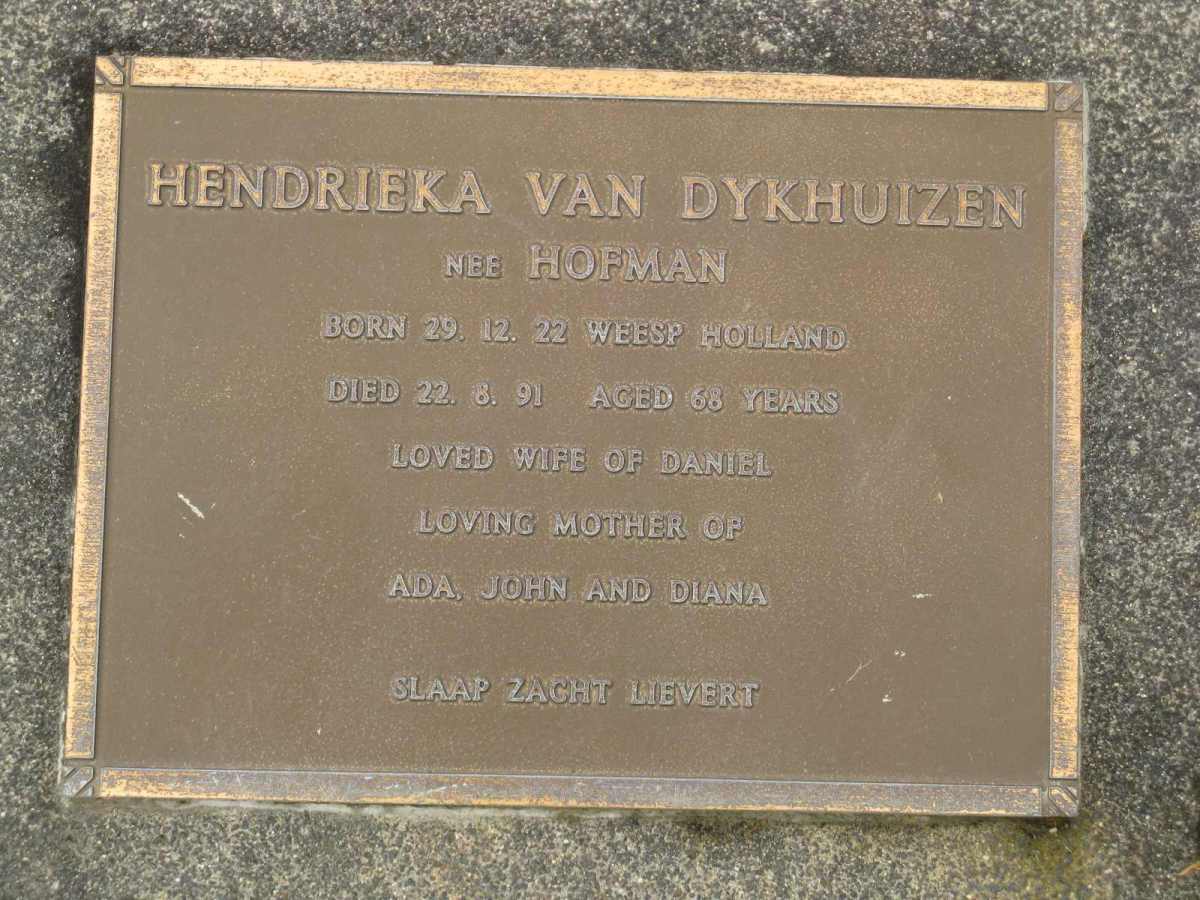 HENDRIEKA VAN DYKHUIZEN
NEE HOFMAN
BORN 29. 12. 22 WEESP HOLLAND
DIED 22. 8. 91 AGED 68 YEARS
LOVED WIFE OF DANIEL
LOVING MOTHER OF
ADA, JOHN AND DIANA
SLAAP ZACHT LIEVERT